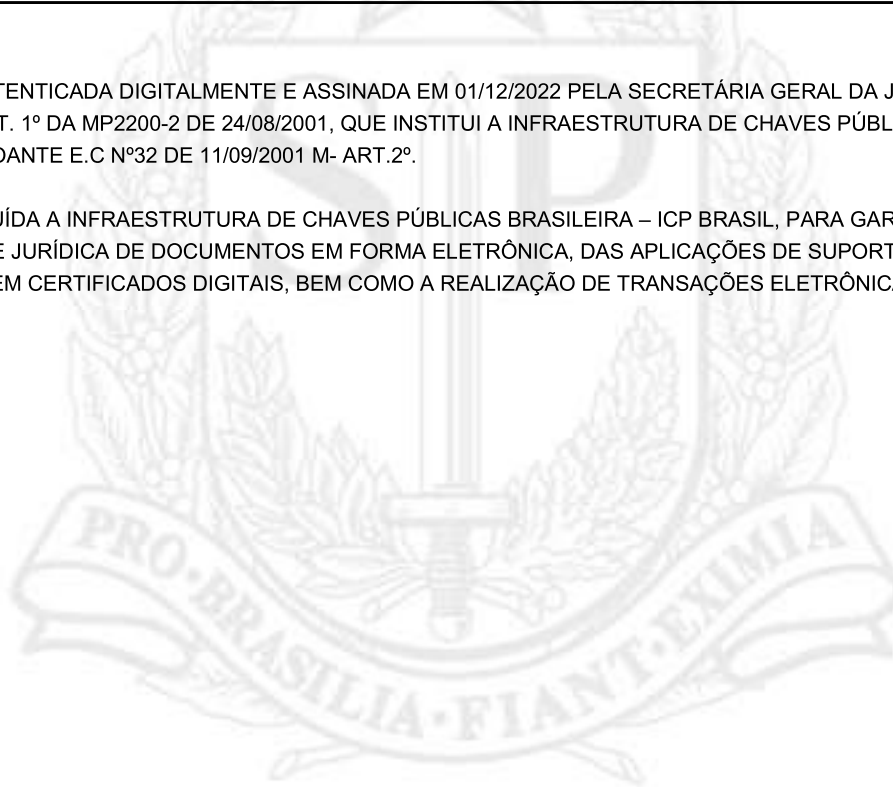 TENTICADA DIGITALMENTE E ASSINADA EM 01/12/2022 PELA SECRETÁRIA GERAL DA J
T. 1º DA MP2200-2 DE 24/08/2001, QUE INSTITUI A INFRAESTRUTURA DE CHAVES PÚBL
DANTE E.C Nº32 DE 11/09/2001 M- ART.2º.
UÍDA A INFRAESTRUTURA DE CHAVES PÚBLICAS BRASILEIRA – ICP BRASIL, PARA GAR
E JURÍDICA DE DOCUMENTOS EM FORMA ELETRÔNICA, DAS APLICAÇÕES DE SUPORT
EM CERTIFICADOS DIGITAIS, BEM COMO A REALIZAÇÃO DE TRANSAÇÕES ELETRÔNICA
SP
PRO·BRASILIA·FIANT·EXIMIA